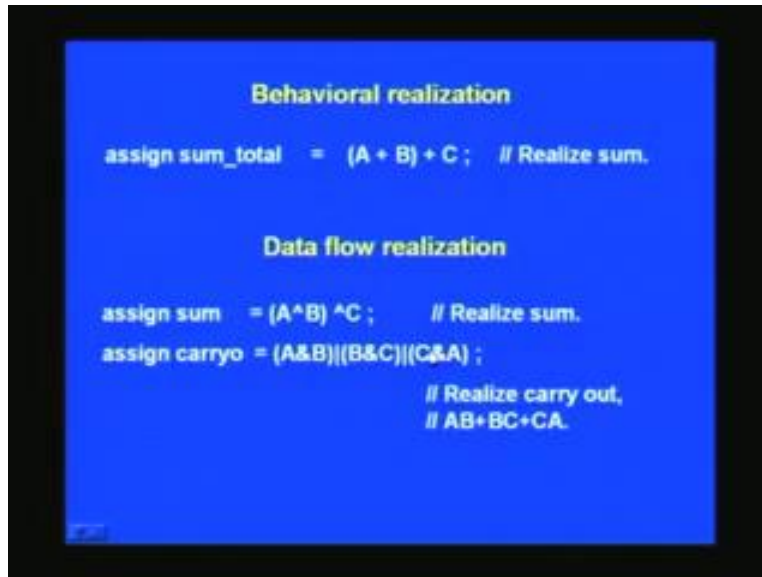 Behavioral realization
assign sum_total = (A + B) + C ; // Realize sum.
Data flow realization
assign sum = (A^B) ^C ; // Realize sum.
assign carryo = (A&B)|(B&C)|(C&A) ;
// Realize carry out,
// AB+BC+CA.